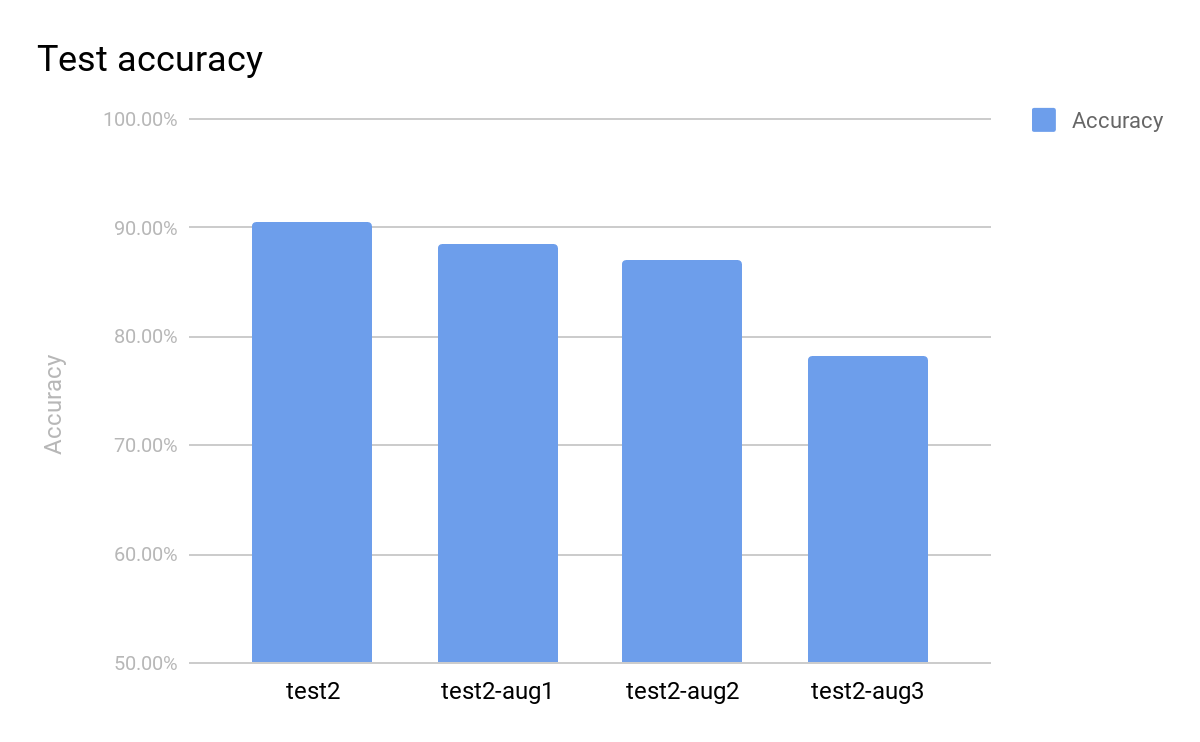 Test accuracy
Accuracy
100.00%
90.00%
80.00%
70.00%
60.00%
50.00%
Accuracy
test2
test2-aug1
test2-aug2
test2-aug3